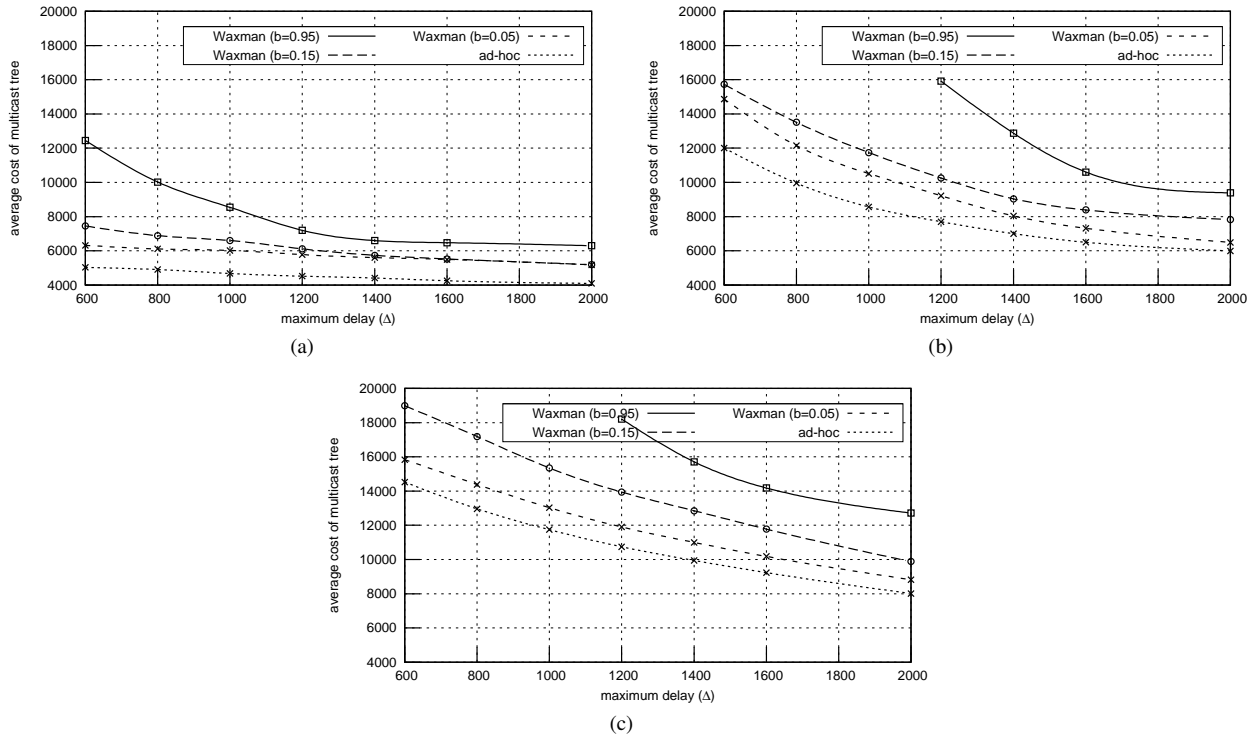 20000
18000
16000
14000
12000
10000
8000
6000
4000
average cost of multicast tree
Waxman (b=0.95)
Waxman (b=0.15)
Waxman (b=0.05)
ad-hoc
600 800 1000 1200 1400 1600 1800 2000
maximum delay (Δ)
(a)
20000
18000
16000
14000
12000
10000
8000
6000
4000
average cost of multicast tree
Waxman (b=0.95)
Waxman (b=0.15)
Waxman (b=0.05)
ad-hoc
600 800 1000 1200 1400 1600 1800 2000
maximum delay (Δ)
(b)
20000
18000
16000
14000
12000
10000
8000
6000
4000
average cost of multicast tree
Waxman (b=0.95)
Waxman (b=0.15)
Waxman (b=0.05)
ad-hoc
600 800 1000 1200 1400 1600 1800 2000
maximum delay (Δ)
(c)